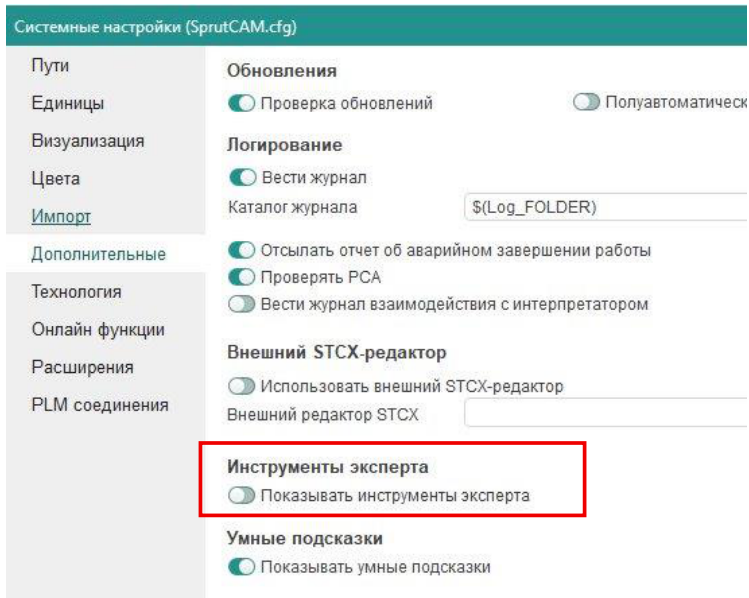 Системные настройки (SprutCAM.cfg)
Пути
Единицы
Визуализация
Цвета
Импорт
Дополнительные
Технология
Онлайн функции
Расширения
PLM соединения
Обновления
Проверка обновлений
Полуавтоматическ
Логирование
Вести журнал
Каталог журнала $(Log_FOLDER)
Отсылать отчет об аварийном завершении работы
Проверять PCA
Вести журнал взаимодействия с интерпретатором
Внешний STCX-редактор
Использовать внешний STCX-редактор
Внешний редактор STCX
Инструменты эксперта
Показывать инструменты эксперта
Умные подсказки
Показывать умные подсказки